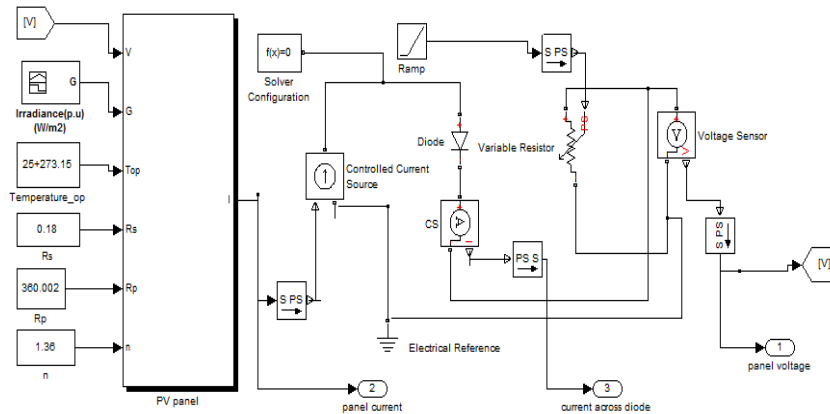 [V]
V
G
Irradiance(p.u)
(W/m2)
G
25+273.15
Top
Temperature_op
0.18
Rs
Rs
360.002
Rp
Rp
1.36
n
n
I
PV panel
f(x)=0
Solver
Configuration
Ramp
S PS
1
Controlled Current
Source
S PS
+
Diode
+
A
I
CS
PS S
Variable Resistor
PS
+
V
V
Voltage Sensor
S PS
[V]
Electrical Reference
1
panel voltage
2
panel current
3
current across diode